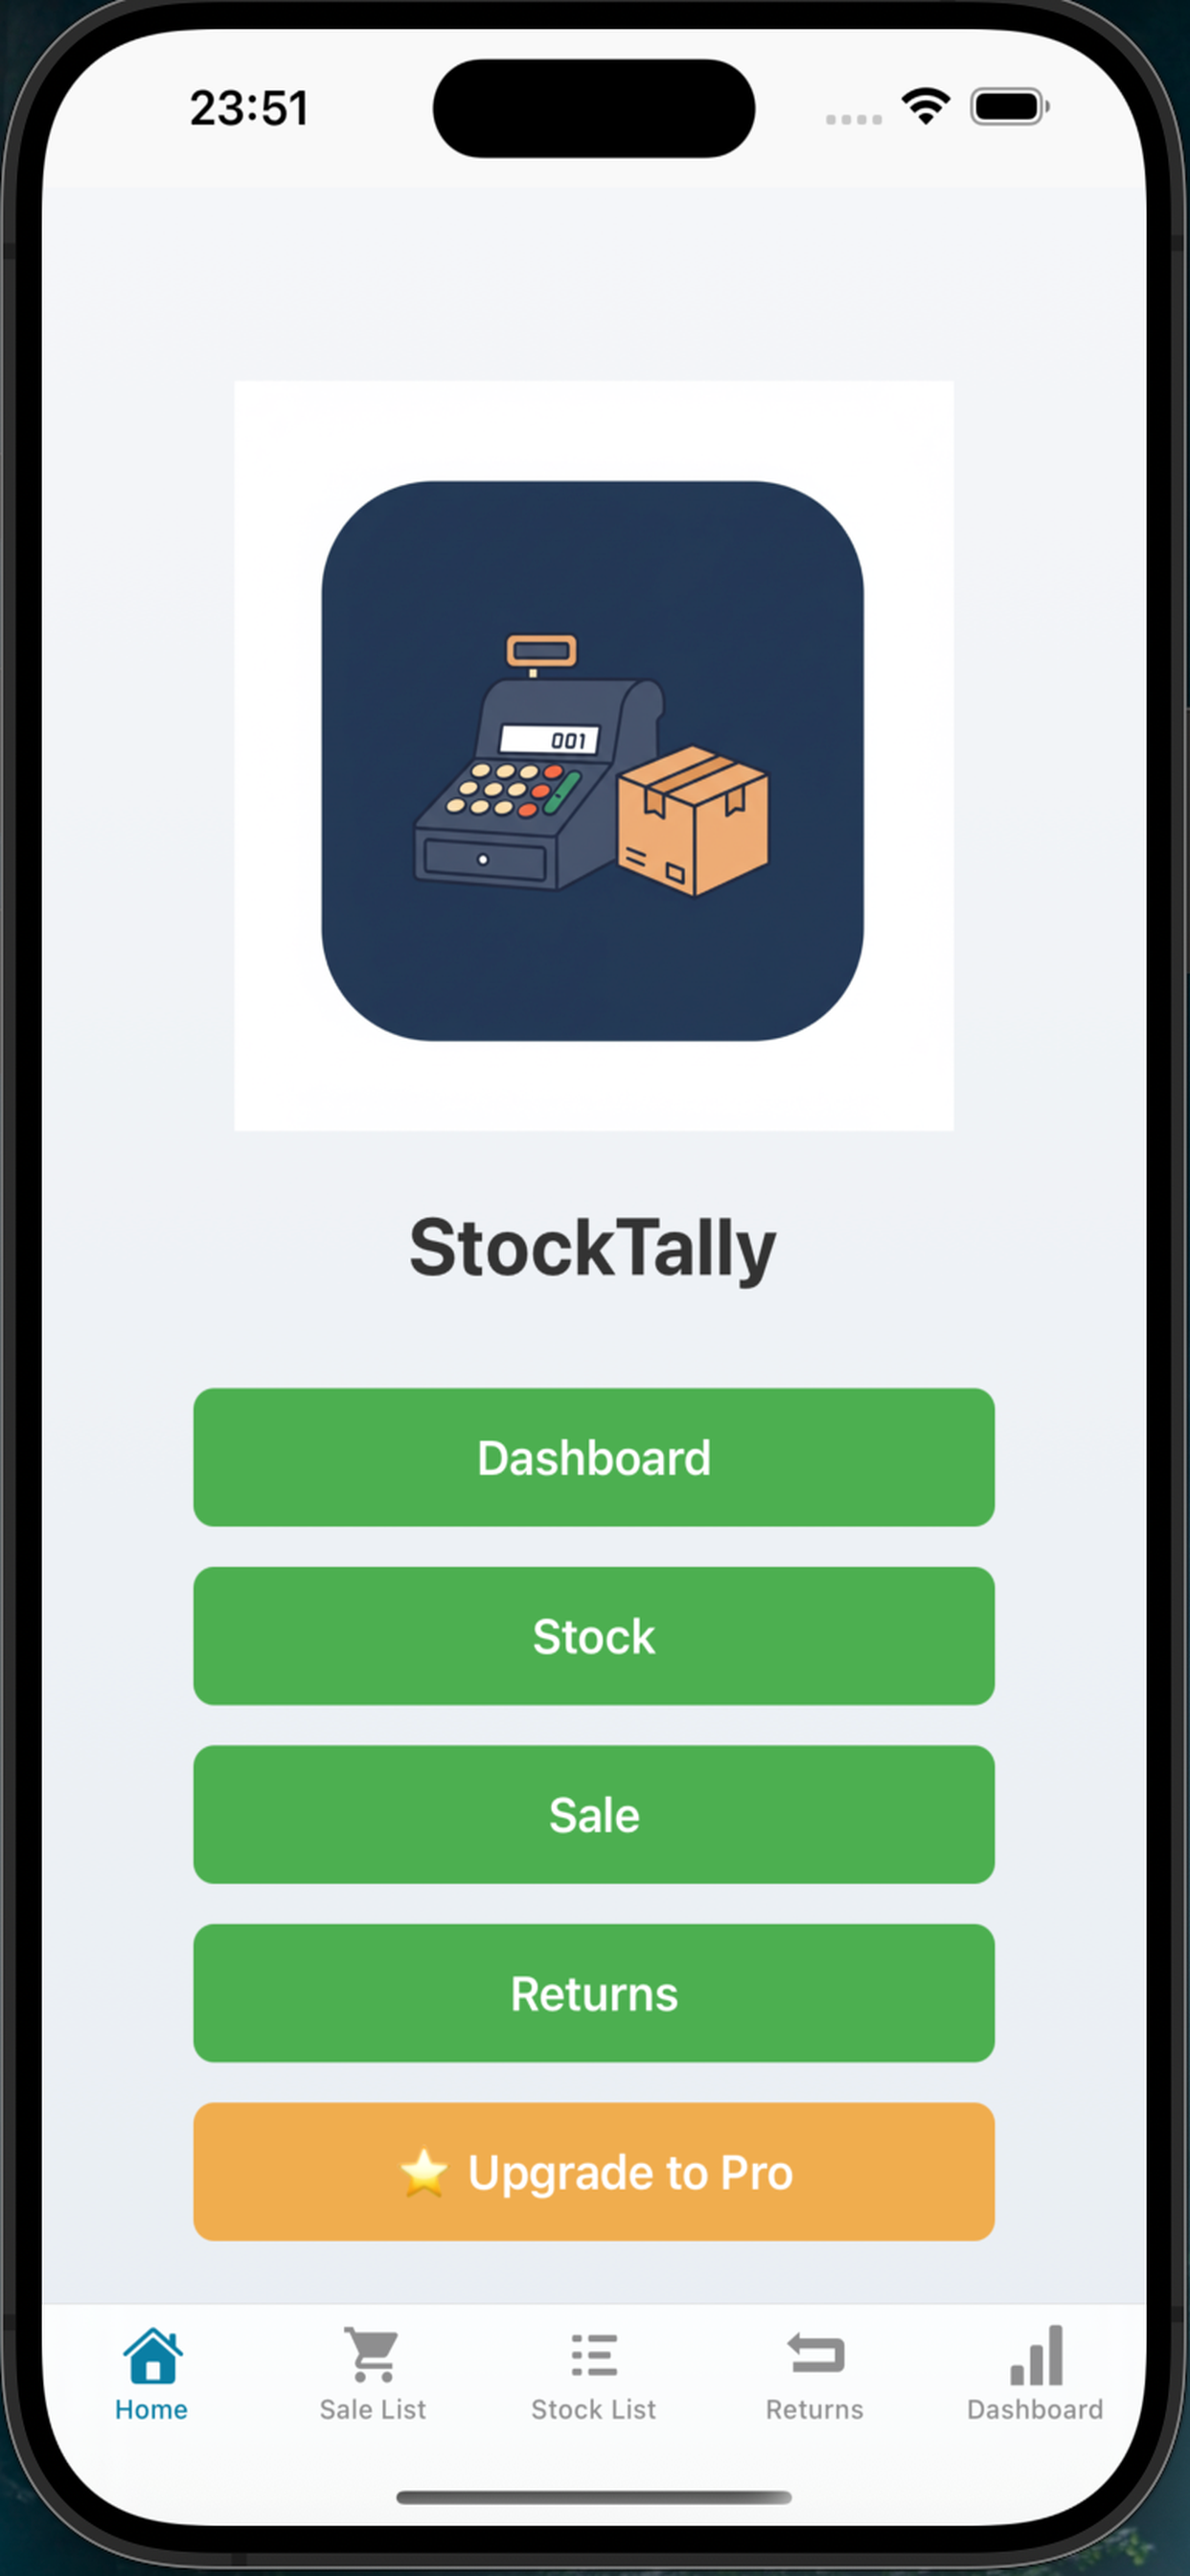 23:51
001
StockTally
Dashboard
Stock
Sale
Returns
⭐ Upgrade to Pro
Home
Sale List
Stock List
Returns
Dashboard